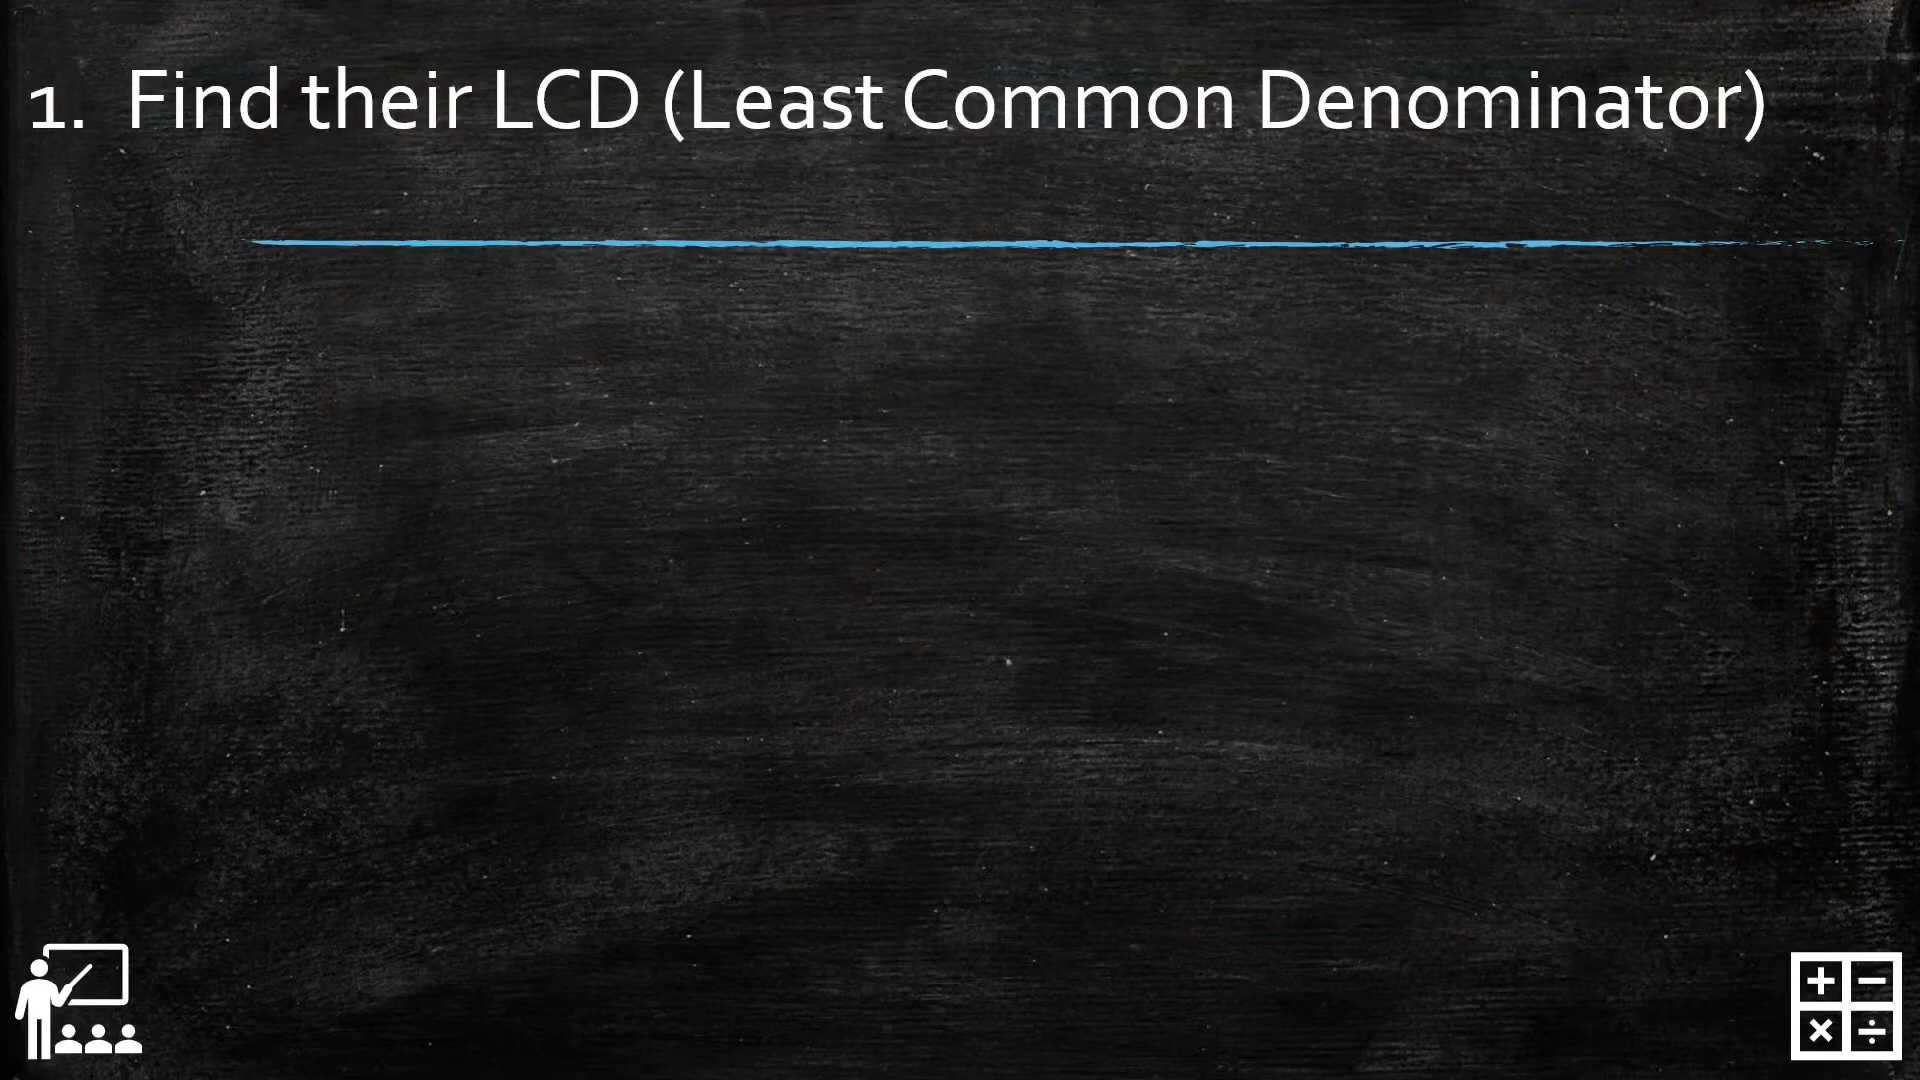 1. Find their LCD (Least Common Denominator)
+ −
× ÷